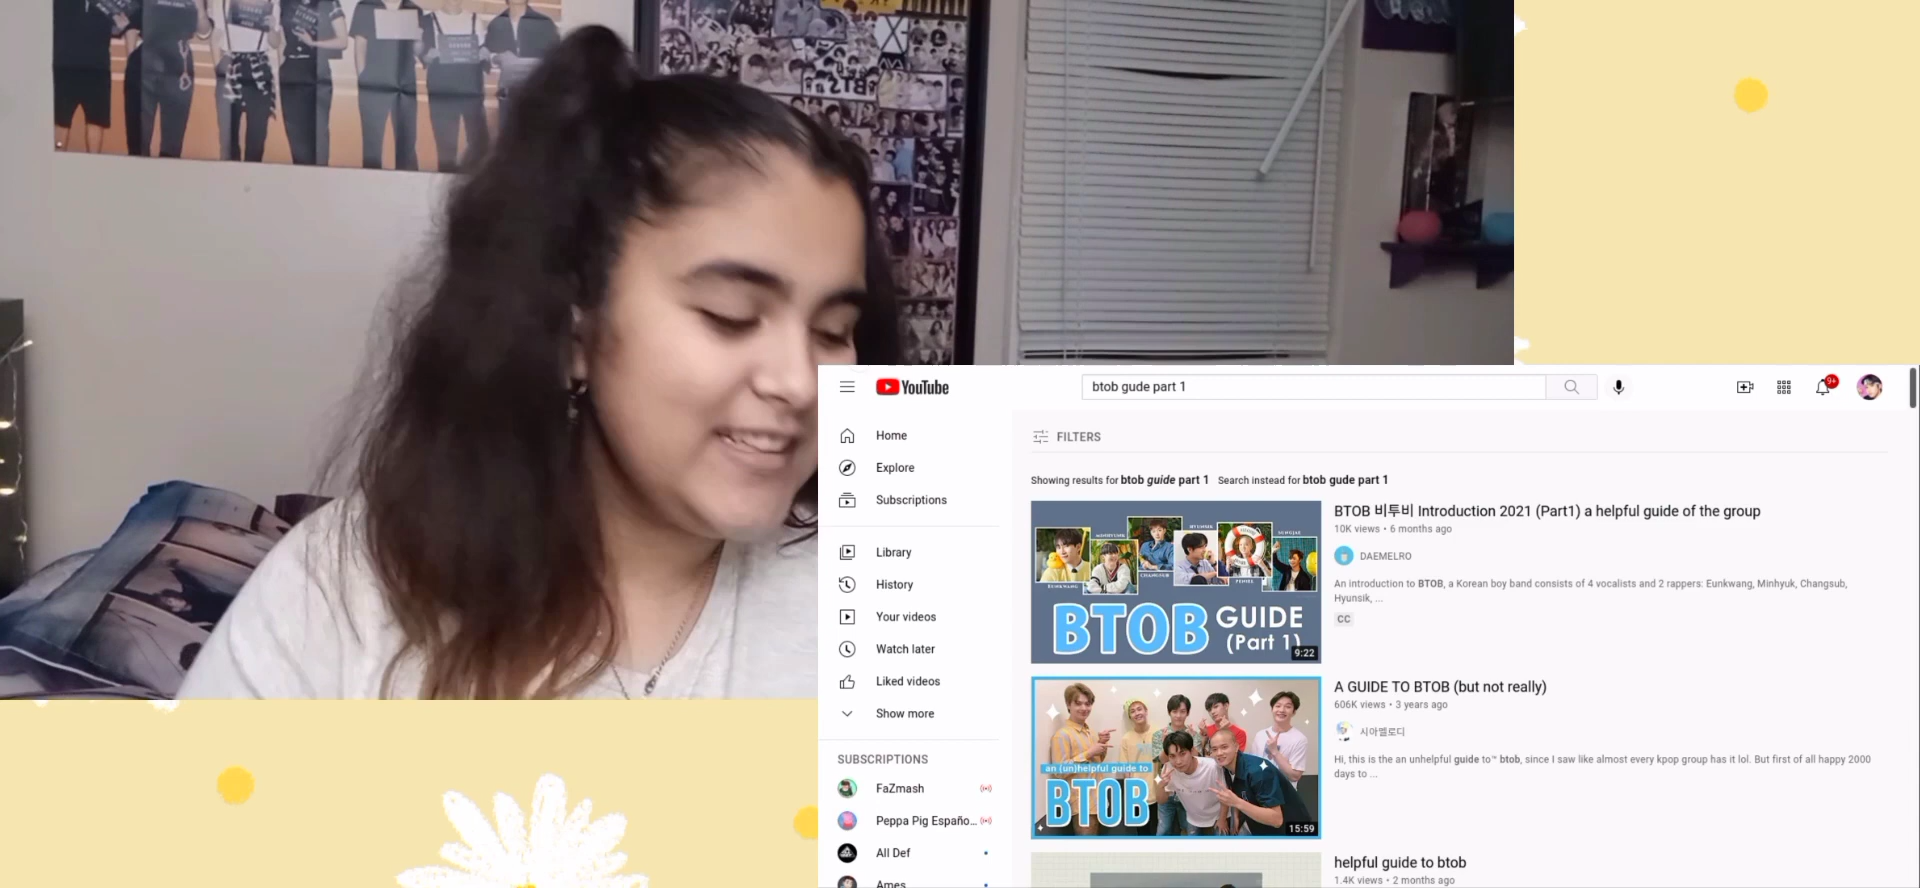 EXO
BTS
YouTube
btob gude part 1
9+
Home
Explore
Subscriptions
Library
History
Your videos
Watch later
Liked videos
Show more
SUBSCRIPTIONS
FaZmash
Peppa Pig Españo...
All Def
Ames
FILTERS
Showing results for btob guide part 1 Search instead for btob gude part 1
BTOB GUIDE
(Part 1)
9:22
BTOB 비투비 Introduction 2021 (Part1) a helpful guide of the group
10K views • 6 months ago
DAEMELRO
An introduction to BTOB, a Korean boy band consists of 4 vocalists and 2 rappers: Eunkwang, Minhyuk, Changsub,
Hyunsik, ...
CC
an (un)helpful guide to
BTOB
15:59
A GUIDE TO BTOB (but not really)
606K views • 3 years ago
시아멜로디
Hi, this is the an unhelpful guide to™ btob, since I saw like almost every kpop group has it lol. But first of all happy 2000
days to ...
helpful guide to btob
1.4K views • 2 months ago